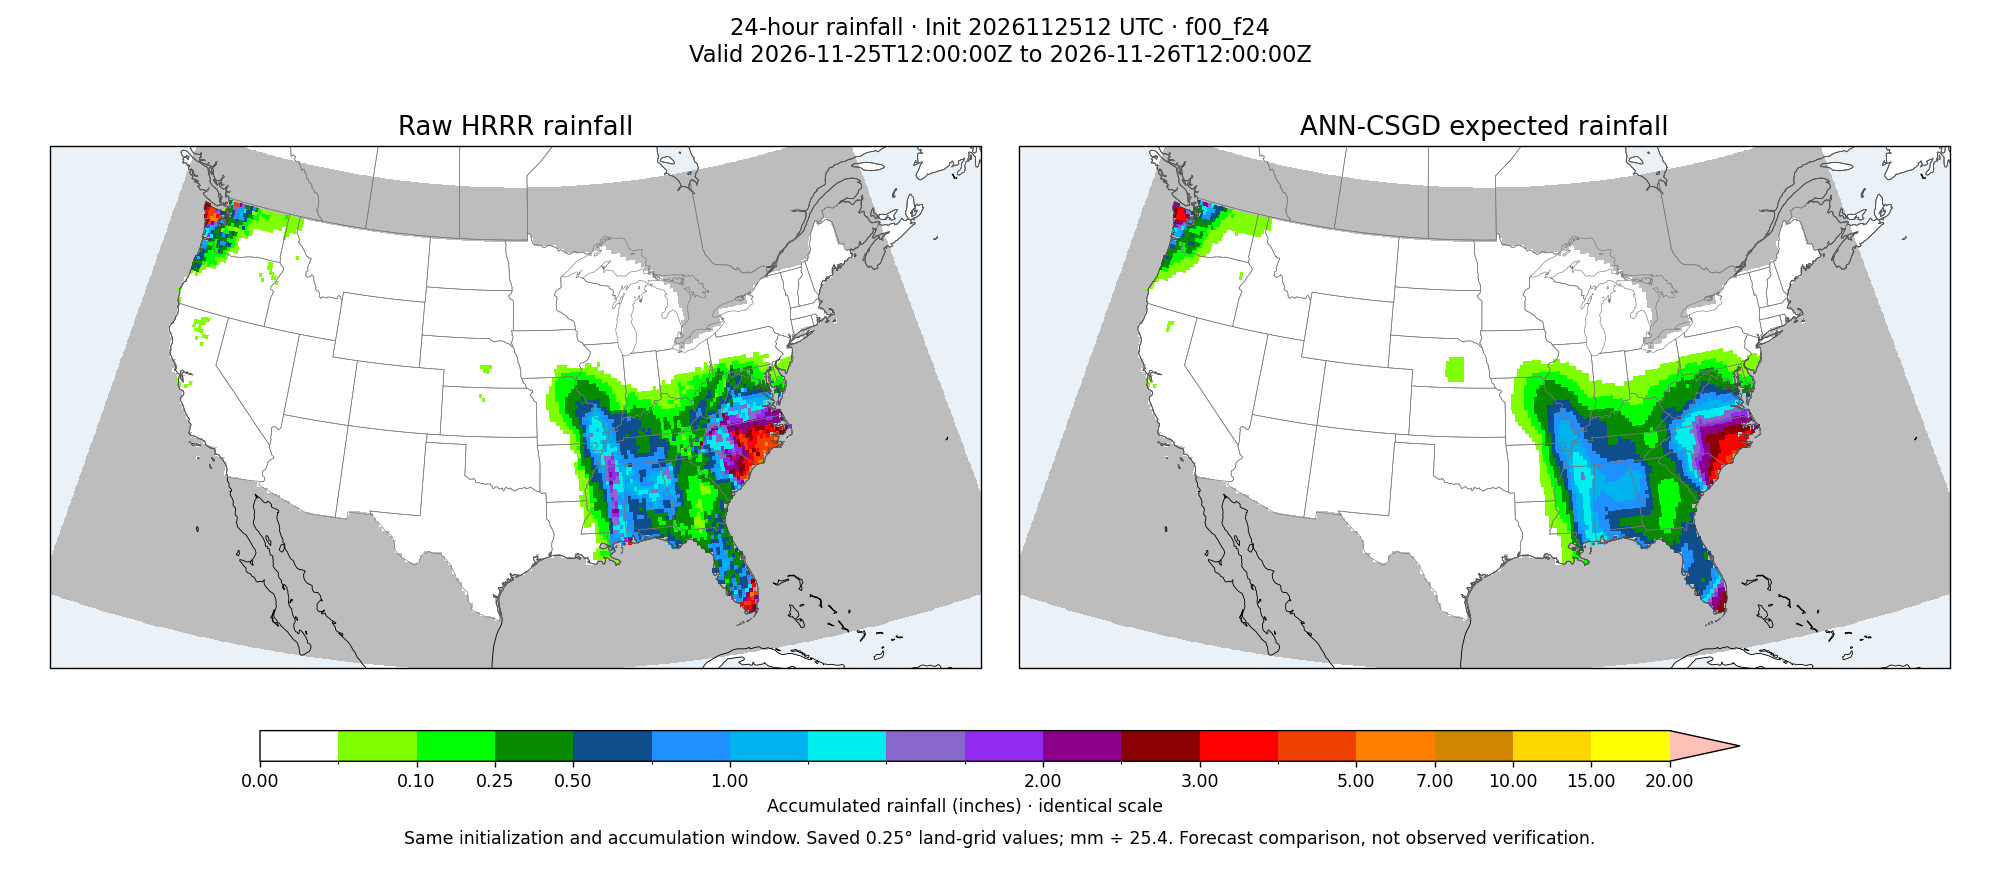 24-hour rainfall · Init 2026112512 UTC · f00_f24
Valid 2026-11-25T12:00:00Z to 2026-11-26T12:00:00Z
Raw HRRR rainfall
ANN-CSGD expected rainfall
0.00 0.10 0.25 0.50 1.00 2.00 3.00 5.00 7.00 10.00 15.00 20.00
Accumulated rainfall (inches) · identical scale
Same initialization and accumulation window. Saved 0.25° land-grid values; mm ÷ 25.4. Forecast comparison, not observed verification.